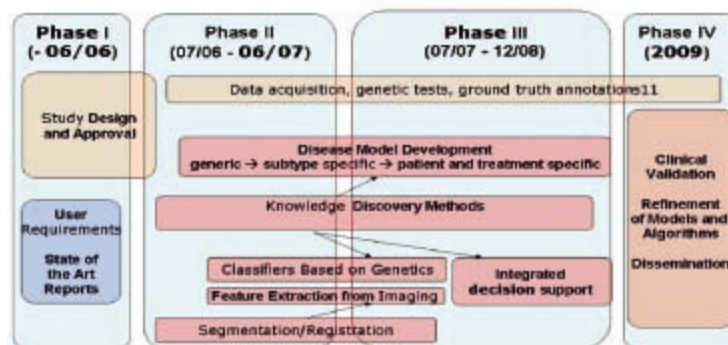 Phase I
(- 06/06)
Phase II
(07/06 - 06/07)
Phase III
(07/07 - 12/08)
Phase IV
(2009)
Data acquisition, genetic tests, ground truth annotations11
Study Design
and Approval
Disease Model Development
generic → subtype specific → patient and treatment specific
Clinical
Validation
Refinement
of Models and
Algorithms
Dissemination
User
Requirements
State of
the Art
Reports
Knowledge Discovery Methods
Classifiers Based on Genetics
Feature Extraction from Imaging
Segmentation/Registration
Integrated
decision support